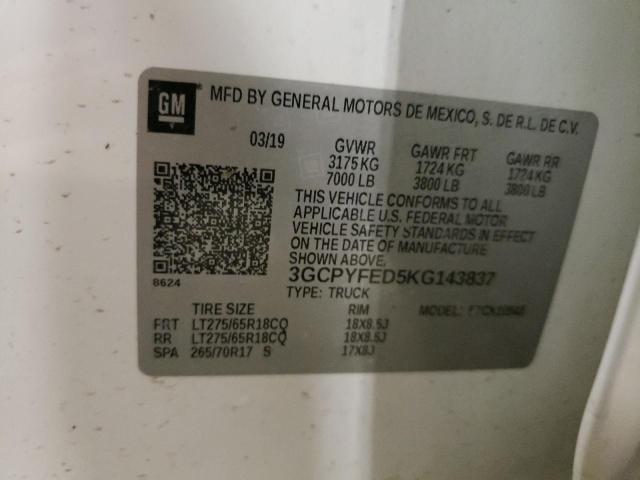 GM
MFD BY GENERAL MOTORS DE MEXICO, S. DE R.L. DE C.V.
03/19 GVWR GAWR FRT GAWR RR
3175 KG 1724 KG 1724 KG
7000 LB 3800 LB 3800 LB
THIS VEHICLE CONFORMS TO ALL
APPLICABLE U.S. FEDERAL MOTOR
VEHICLE SAFETY STANDARDS IN EFFECT
ON THE DATE OF MANUFACTURE
SHOWN ABOVE.
3GCPYFED5KG143837
8624
TYPE: TRUCK
TIRE SIZE RIM MODEL:
FRT LT275/65R18CQ 18X8.5J
RR LT275/65R18CQ 18X8.5J
SPA 265/70R17 S 17X8J